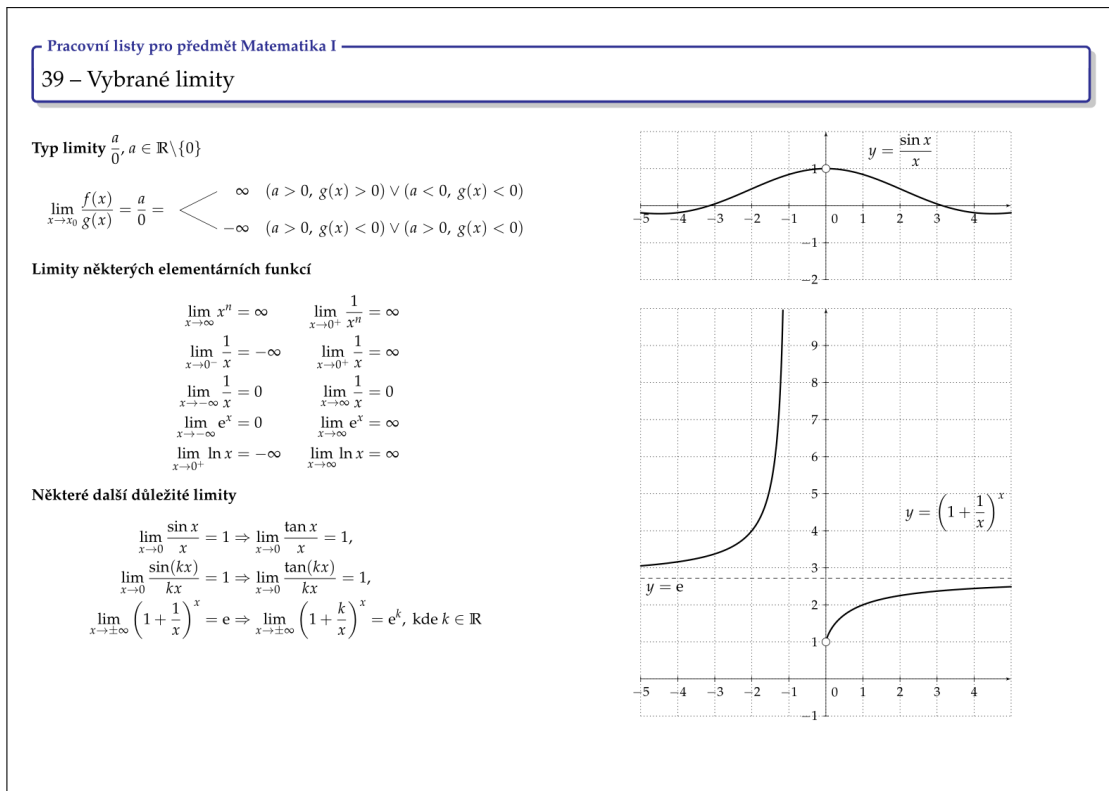 Pracovní listy pro předmět Matematika I
39 – Vybrané limity
Typ limity a/0, a ∈ ℝ\{0}
lim_{x→x₀} f(x)/g(x) = a/0 =
∞ (a > 0, g(x) > 0) ∨ (a < 0, g(x) < 0)
−∞ (a > 0, g(x) < 0) ∨ (a > 0, g(x) < 0)
Limity některých elementárních funkcí
lim_{x→∞} xⁿ = ∞ lim_{x→0⁺} 1/xⁿ = ∞
lim_{x→0⁻} 1/x = −∞ lim_{x→0⁺} 1/x = ∞
lim_{x→−∞} 1/x = 0 lim_{x→∞} 1/x = 0
lim_{x→−∞} eˣ = 0 lim_{x→∞} eˣ = ∞
lim_{x→0⁺} ln x = −∞ lim_{x→∞} ln x = ∞
Některé další důležité limity
lim_{x→0} sin x/x = 1 ⇒ lim_{x→0} tan x/x = 1,
lim_{x→0} sin(kx)/kx = 1 ⇒ lim_{x→0} tan(kx)/kx = 1,
lim_{x→±∞} (1 + 1/x)ˣ = e ⇒ lim_{x→±∞} (1 + k/x)ˣ = eᵏ, kde k ∈ ℝ
y = sin x/x
1
−5 −4 −3 −2 −1 0 1 2 3 4
−1
−2
9
8
7
6
5
y = (1 + 1/x)ˣ
4
3
y = e
2
1
−5 −4 −3 −2 −1 0 1 2 3 4
−1